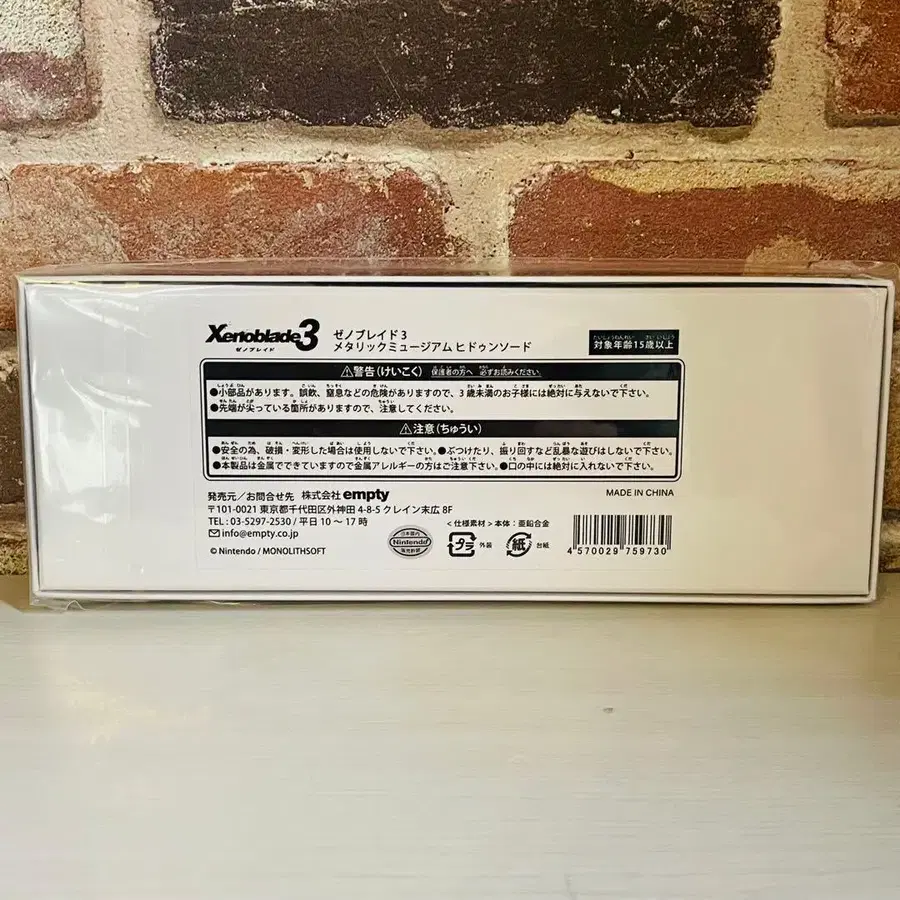 Xenoblade3
ゼノブレイド
ゼノブレイド3
メタリックミュージアム ヒドゥンソード
対象年齢15歳以上
⚠警告(けいこく) 保護者の方へ 必ずお読みください。
●小部品があります。誤飲、窒息などの危険がありますので、3歳未満のお子様には絶対に与えないで下さい。
●先端が尖っている箇所がありますので、注意してください。
⚠注意(ちゅうい)
●安全の為、破損・変形した場合は使用しないで下さい。●ぶつけたり、振り回すなど乱暴な遊びはしないで下さい。
●本製品は金属でできていますので金属アレルギーの方はご注意下さい。●口の中には絶対に入れないで下さい。
発売元/お問合せ先 株式会社empty
MADE IN CHINA
〒101-0021 東京都千代田区外神田 4-8-5 クレイン末広 8F
TEL: 03-5297-2530 / 平日 10 〜 17 時
info@empty.co.jp
© Nintendo / MONOLITHSOFT
日本国内
Nintendo
販売許諾
<仕様素材>本体:亜鉛合金
プラ 外装
紙 台紙
4 570029 759730